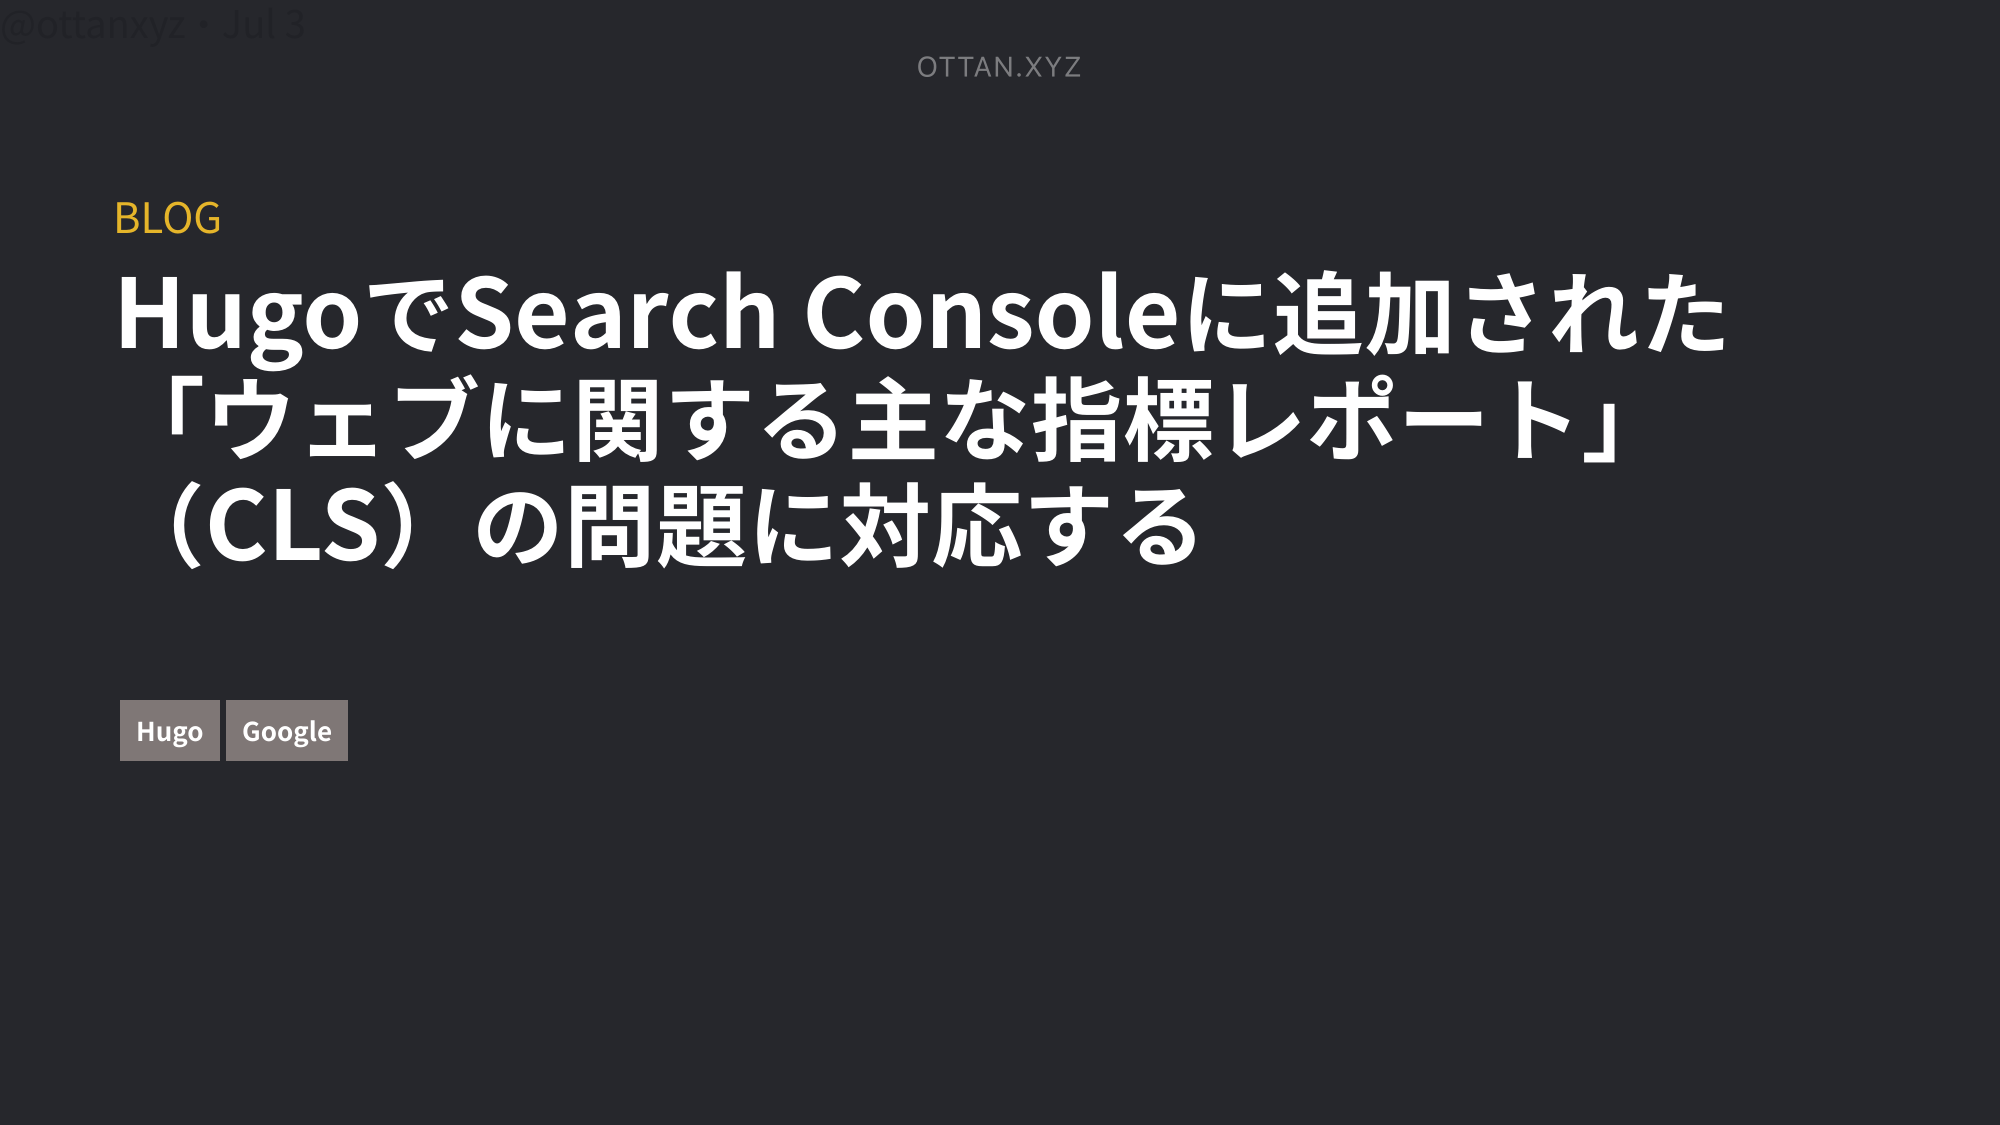 @ottanxyz・Jul 3
OTTAN.XYZ
BLOG
HugoでSearch Consoleに追加された
「ウェブに関する主な指標レポート」
（CLS）の問題に対応する
Hugo Google